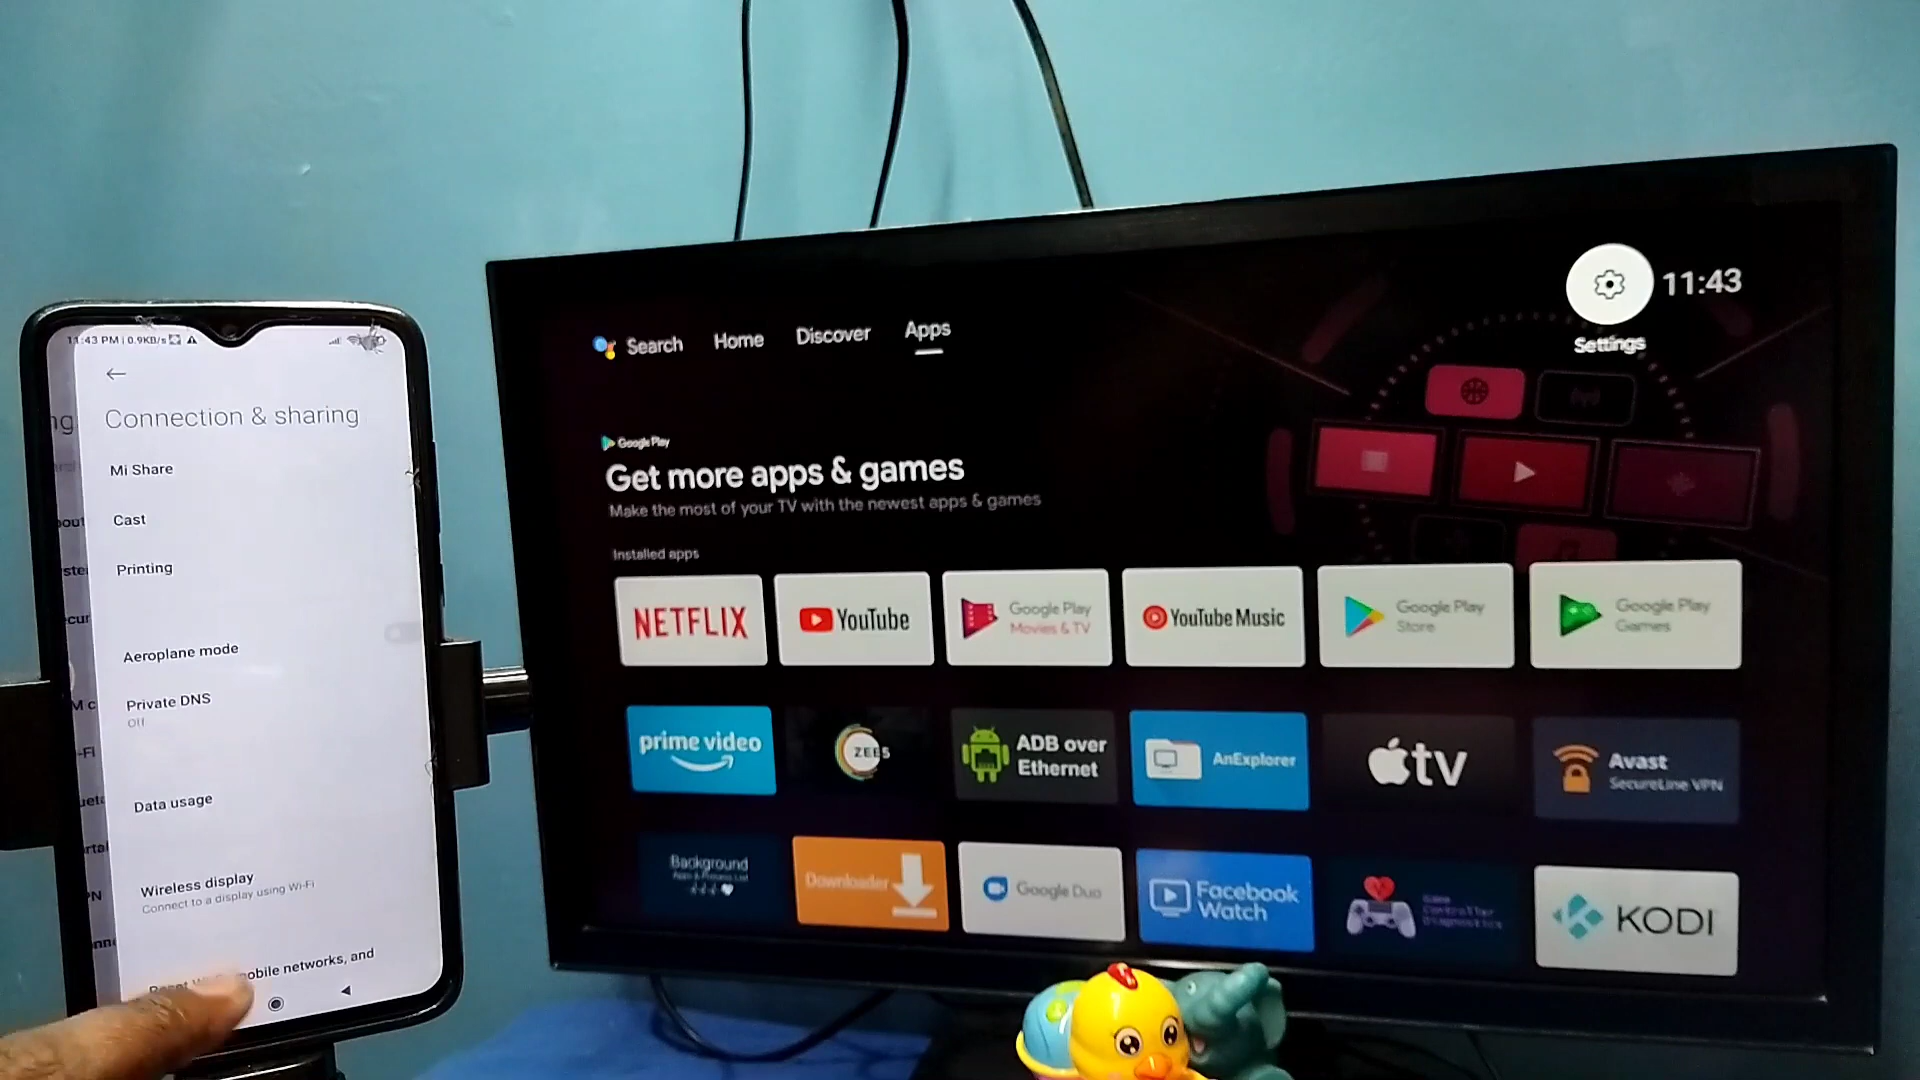 11:43 PM | 0.9KB/s
Connection & sharing
Mi Share
Cast
Printing
Aeroplane mode
Private DNS
Off
Data usage
Wireless display
Connect to a display using Wi-Fi
mobile networks, and
Search
Home
Discover
Apps
11:43
Settings
Google Play
Get more apps & games
Make the most of your TV with the newest apps & games
Installed apps
NETFLIX
YouTube
Google Play
Movies & TV
YouTube Music
Google Play
Store
Google Play
Games
prime video
ZEE5
ADB over
Ethernet
AnExplorer
tv
Avast
SecureLine VPN
Background
Downloader
Google Duo
Facebook
Watch
Game
Controller
Diagnostics
KODI